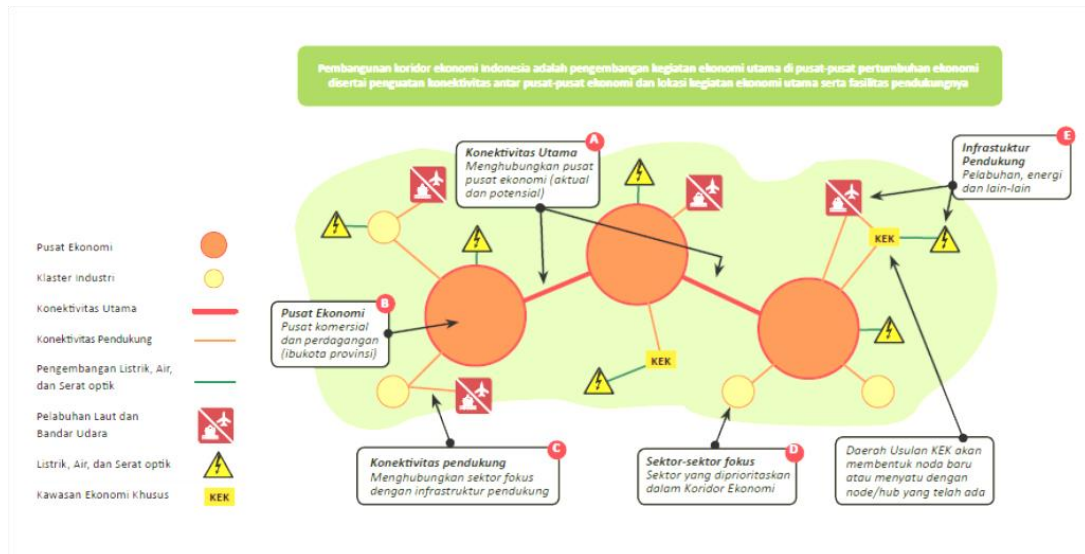 Pembangunan koridor ekonomi Indonesia adalah pengembangan kegiatan ekonomi utama di pusat-pusat pertumbuhan ekonomi
disertai penguatan konektivitas antar pusat-pusat ekonomi dan lokasi kegiatan ekonomi utama serta fasilitas pendukungnya
A
Konektivitas Utama
Menghubungkan pusat
pusat ekonomi (aktual
dan potensial)
E
Infrastuktur
Pendukung
Pelabuhan, energi
dan lain-lain
KEK
B
Pusat Ekonomi
Pusat komersial
dan perdagangan
(ibukota provinsi)
KEK
C
Konektivitas pendukung
Menghubungkan sektor fokus
dengan infrastruktur pendukung
D
Sektor-sektor fokus
Sektor yang diprioritaskan
dalam Koridor Ekonomi
Daerah Usulan KEK akan
membentuk noda baru
atau menyatu dengan
node/hub yang telah ada
Pusat Ekonomi
Klaster Industri
Konektivitas Utama
Konektivitas Pendukung
Pengembangan Listrik, Air,
dan Serat optik
Pelabuhan Laut dan
Bandar Udara
Listrik, Air, dan Serat optik
Kawasan Ekonomi Khusus
KEK